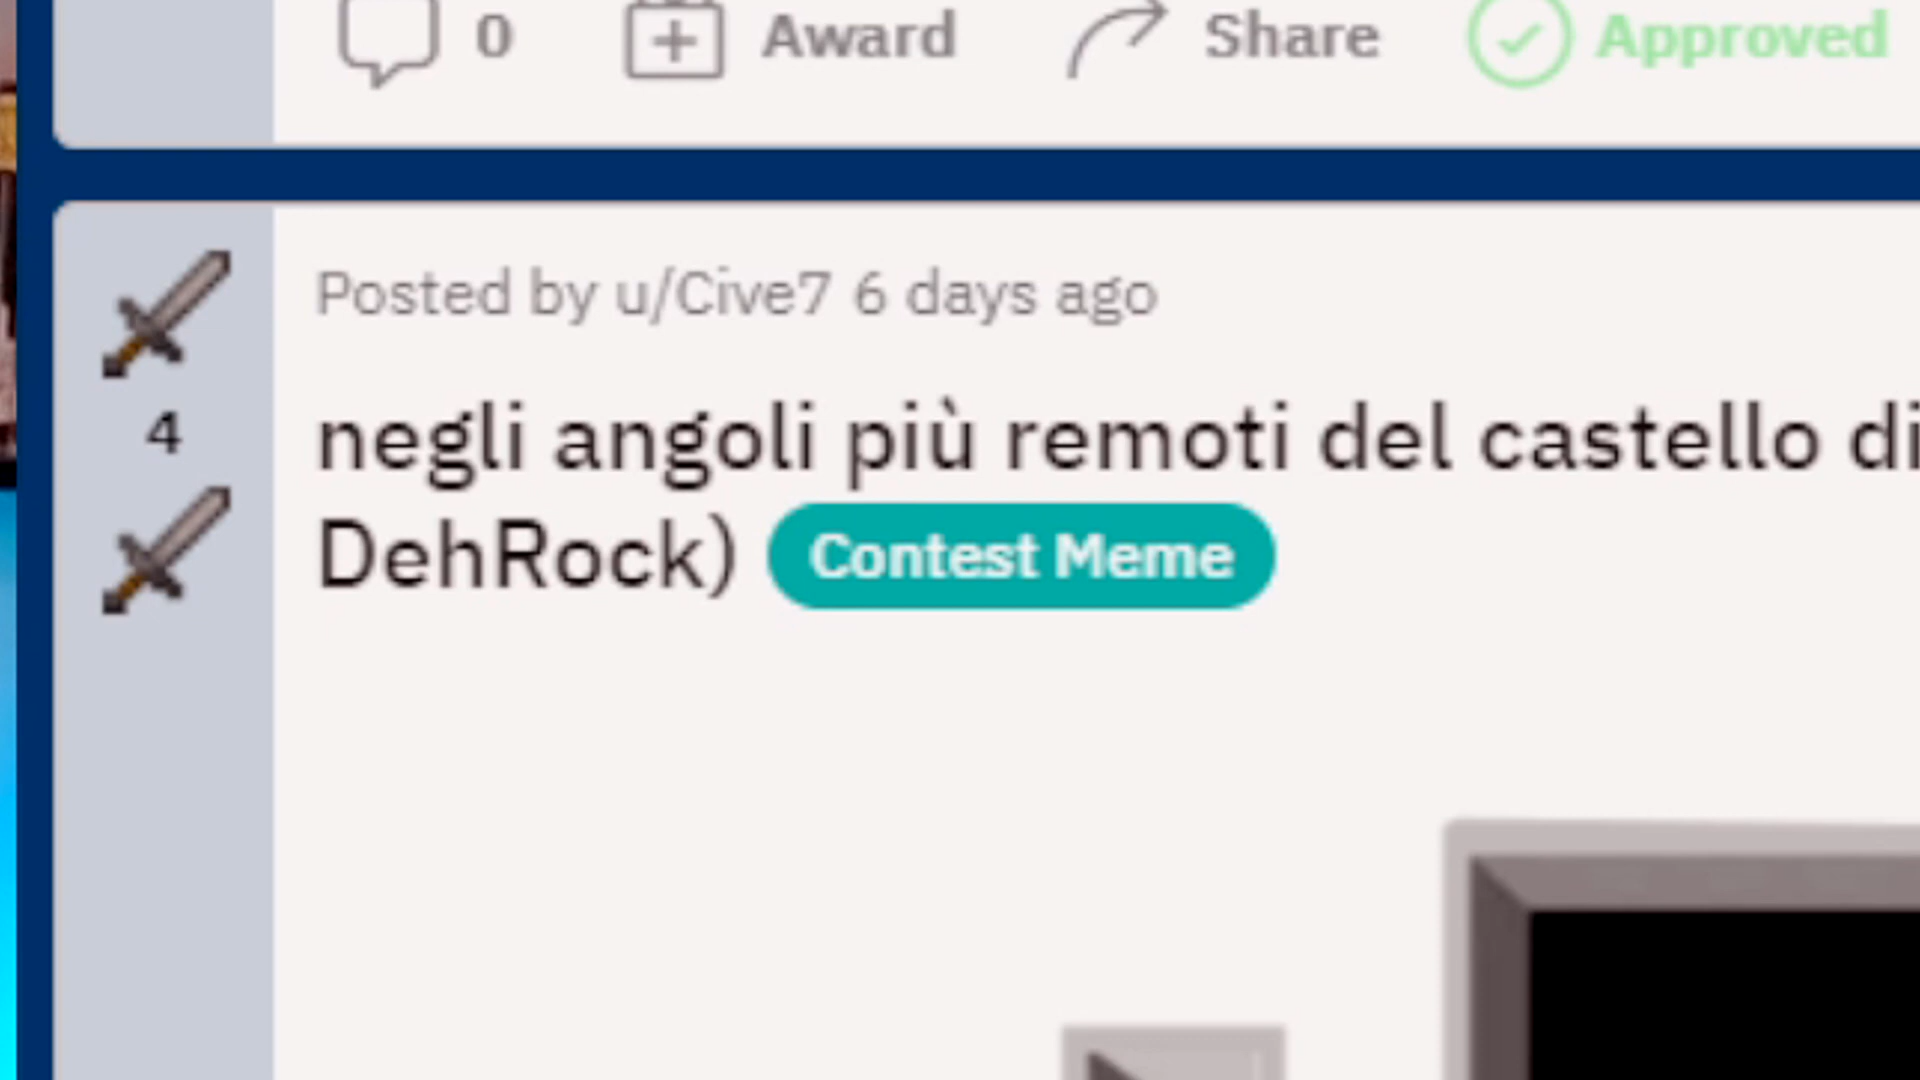 0 Award Share Approved
Posted by u/Cive7 6 days ago
4
negli angoli più remoti del castello di
DehRock) Contest Meme